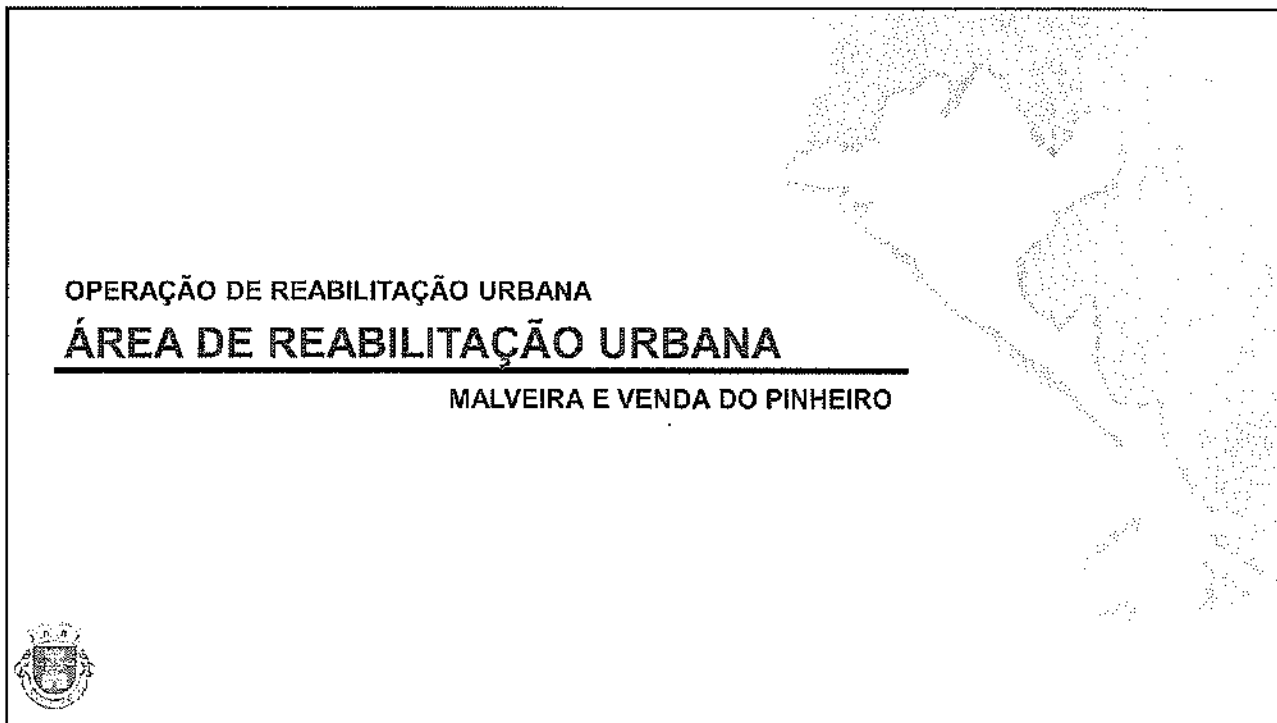 OPERAÇÃO DE REABILITAÇÃO URBANA
ÁREA DE REABILITAÇÃO URBANA
MALVEIRA E VENDA DO PINHEIRO